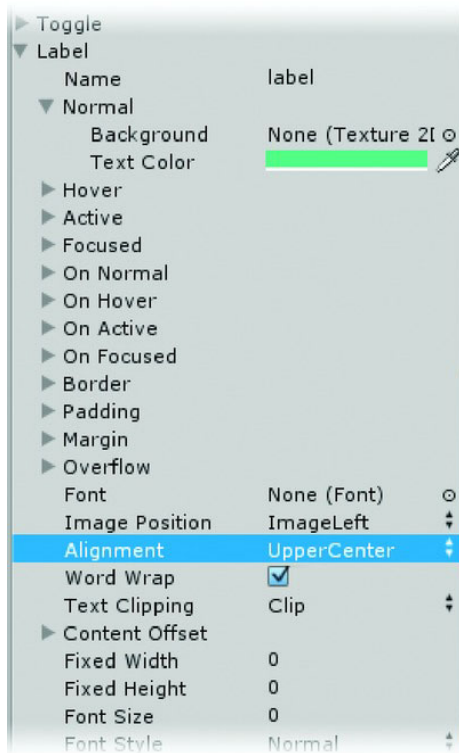 Toggle
Label
Name label
Normal
Background None (Texture 2D
Text Color
Hover
Active
Focused
On Normal
On Hover
On Active
On Focused
Border
Padding
Margin
Overflow
Font None (Font)
Image Position ImageLeft
Alignment UpperCenter
Word Wrap
Text Clipping Clip
Content Offset
Fixed Width 0
Fixed Height 0
Font Size 0
Font Style Normal